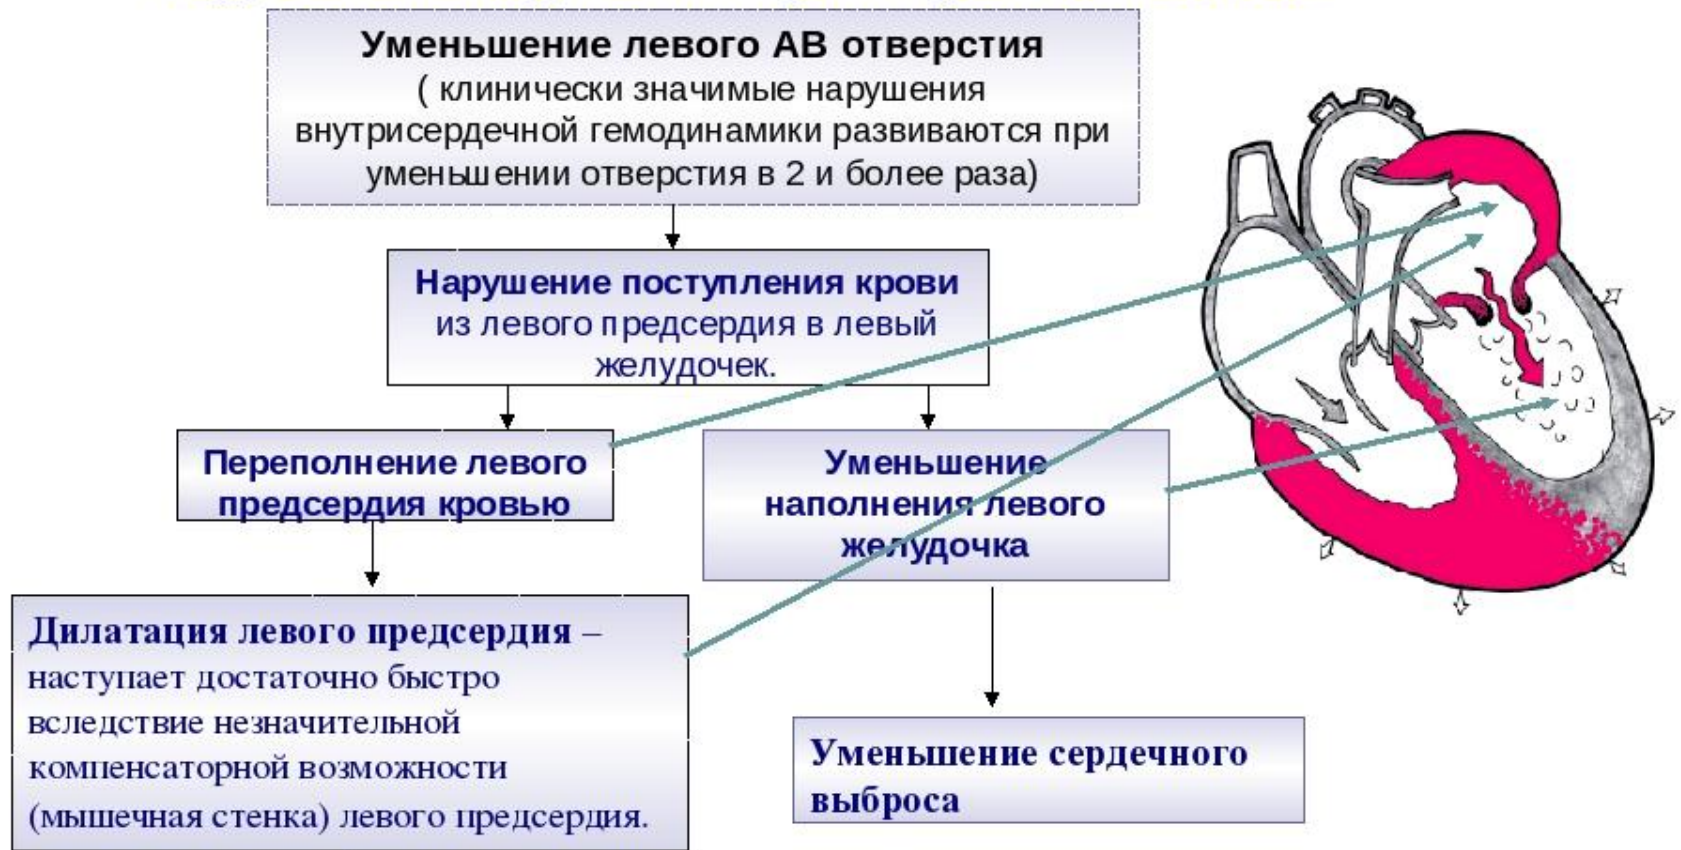 Уменьшение левого АВ отверстия
( клинически значимые нарушения
внутрисердечной гемодинамики развиваются при
уменьшении отверстия в 2 и более раза)
Нарушение поступления крови
из левого предсердия в левый
желудочек.
Переполнение левого
предсердия кровью
Уменьшение
наполнения левого
желудочка
Дилатация левого предсердия –
наступает достаточно быстро
вследствие незначительной
компенсаторной возможности
(мышечная стенка) левого предсердия.
Уменьшение сердечного
выброса